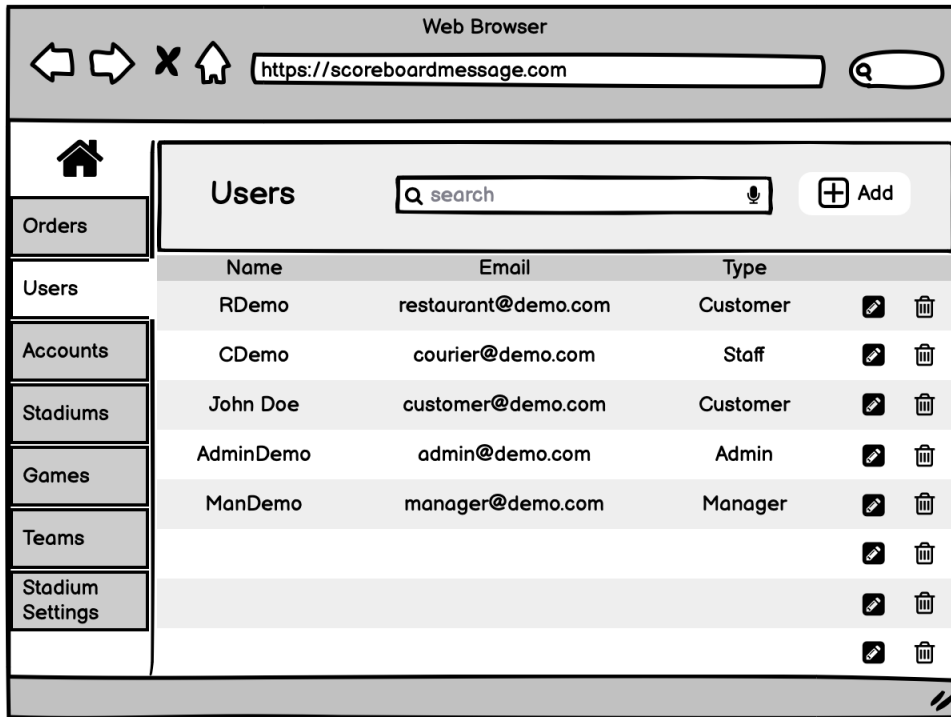 Web Browser
https://scoreboardmessage.com
Orders
Users
Accounts
Stadiums
Games
Teams
Stadium
Settings
Users
search
Add
Name Email Type
RDemo restaurant@demo.com Customer
CDemo courier@demo.com Staff
John Doe customer@demo.com Customer
AdminDemo admin@demo.com Admin
ManDemo manager@demo.com Manager